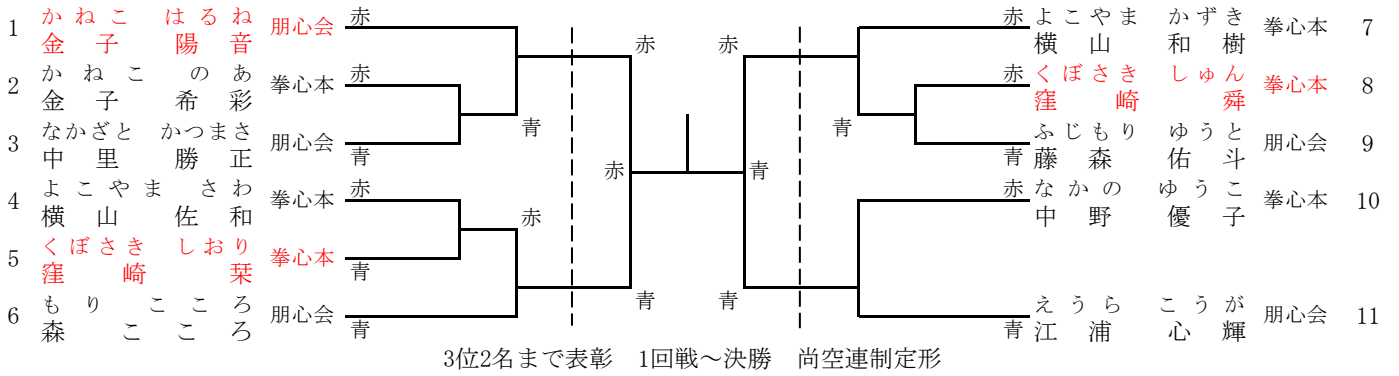 かねこ はるね
1 金子 陽音 朋心会 赤
かねこ のあ
2 金子 希彩 拳心本 赤
なかざと かつまさ
3 中里 勝正 朋心会 青
よこやま さわ
4 横山 佐和 拳心本 赤
くぼさき しおり
5 窪崎 栞 拳心本 青
もり こころ
6 森 こころ 朋心会 青
青
赤
赤
青
赤
赤
青
青
青
赤
よこやま かずき
赤 横山 和樹 拳心本 7
くぼさき しゅん
赤 窪崎 舜 拳心本 8
ふじもり ゆうと
青 藤森 佑斗 朋心会 9
なかの ゆうこ
赤 中野 優子 拳心本 10
えうら こうが
青 江浦 心輝 朋心会 11
3位2名まで表彰 1回戦～決勝 尚空連制定形